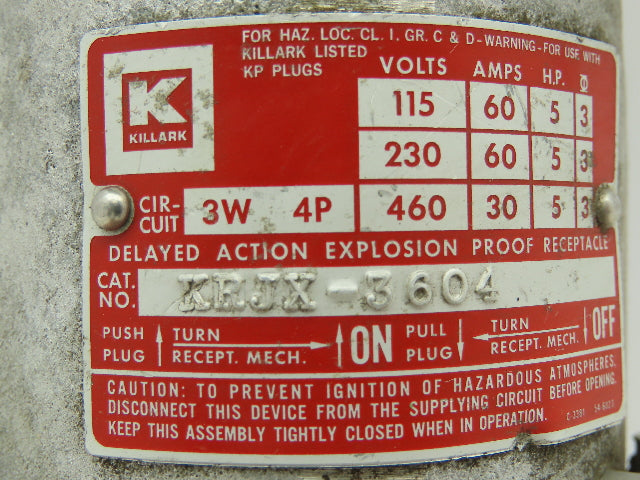 FOR HAZ. LOC. CL. I, GR. C & D-WARNING-FOR USE WITH
KILLARK LISTED
KP PLUGS
K
KILLARK
VOLTS AMPS H.P. Φ
115 60 5 3
230 60 5 3
CIR-
CUIT 3W 4P 460 30 5 3
DELAYED ACTION EXPLOSION PROOF RECEPTACLE
CAT.
NO. KRJX-3604
PUSH TURN ON PULL TURN OFF
PLUG RECEPT. MECH. PLUG RECEPT. MECH.
CAUTION: TO PREVENT IGNITION OF HAZARDOUS ATMOSPHERES,
DISCONNECT THIS DEVICE FROM THE SUPPLYING CIRCUIT BEFORE OPENING.
KEEP THIS ASSEMBLY TIGHTLY CLOSED WHEN IN OPERATION.